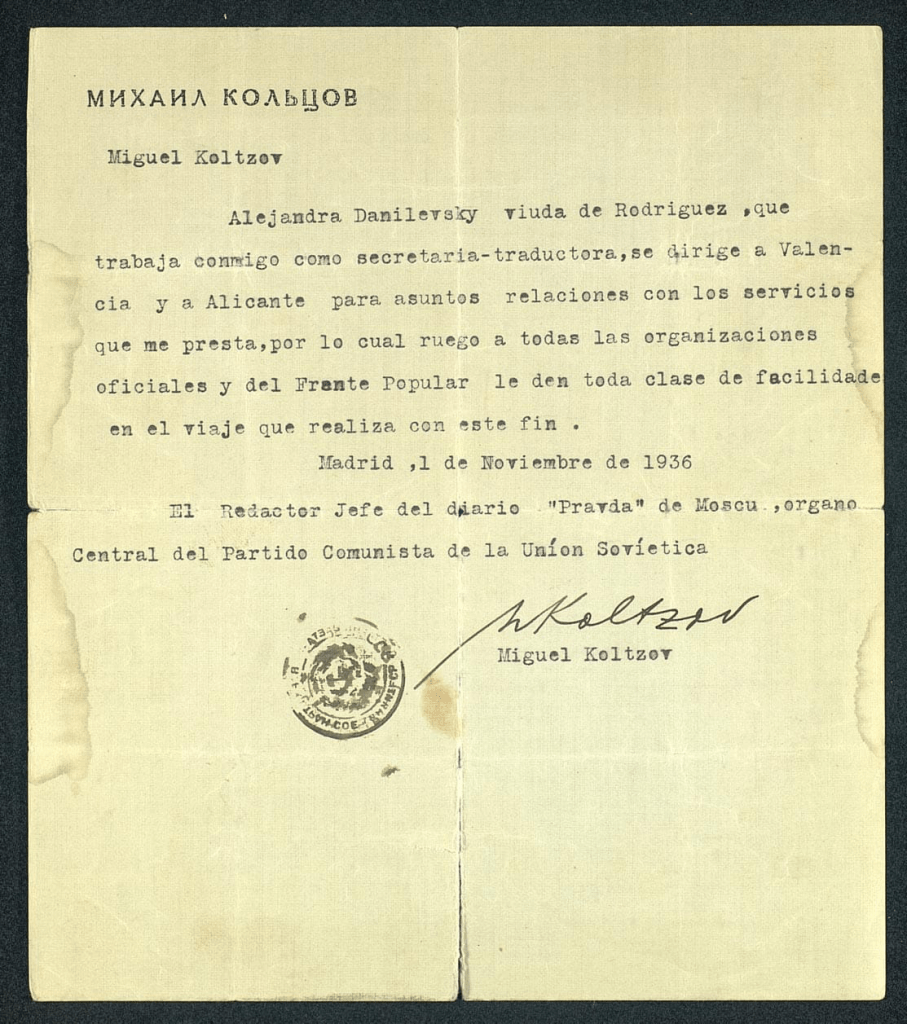 МИХАИЛ КОЛЬЦОВ
Miguel Koltzov
Alejandra Danilevsky viuda de Rodriguez ,que
trabaja conmigo como secretaria-traductora,se dirige a Valen-
cia y a Alicante para asuntos relaciones con los servicios
que me presta,por lo cual ruego a todas las organizaciones
oficiales y del Frante Popular le den toda clase de facilidade
en el viaje que realiza con este fin .
Madrid ,1 de Noviembre de 1936
El Redactor Jefe del diario "Pravda" de Moscu ,organo
Central del Partido Comunista de la Uníon Sovíetica
Koltzov
Miguel Koltzov